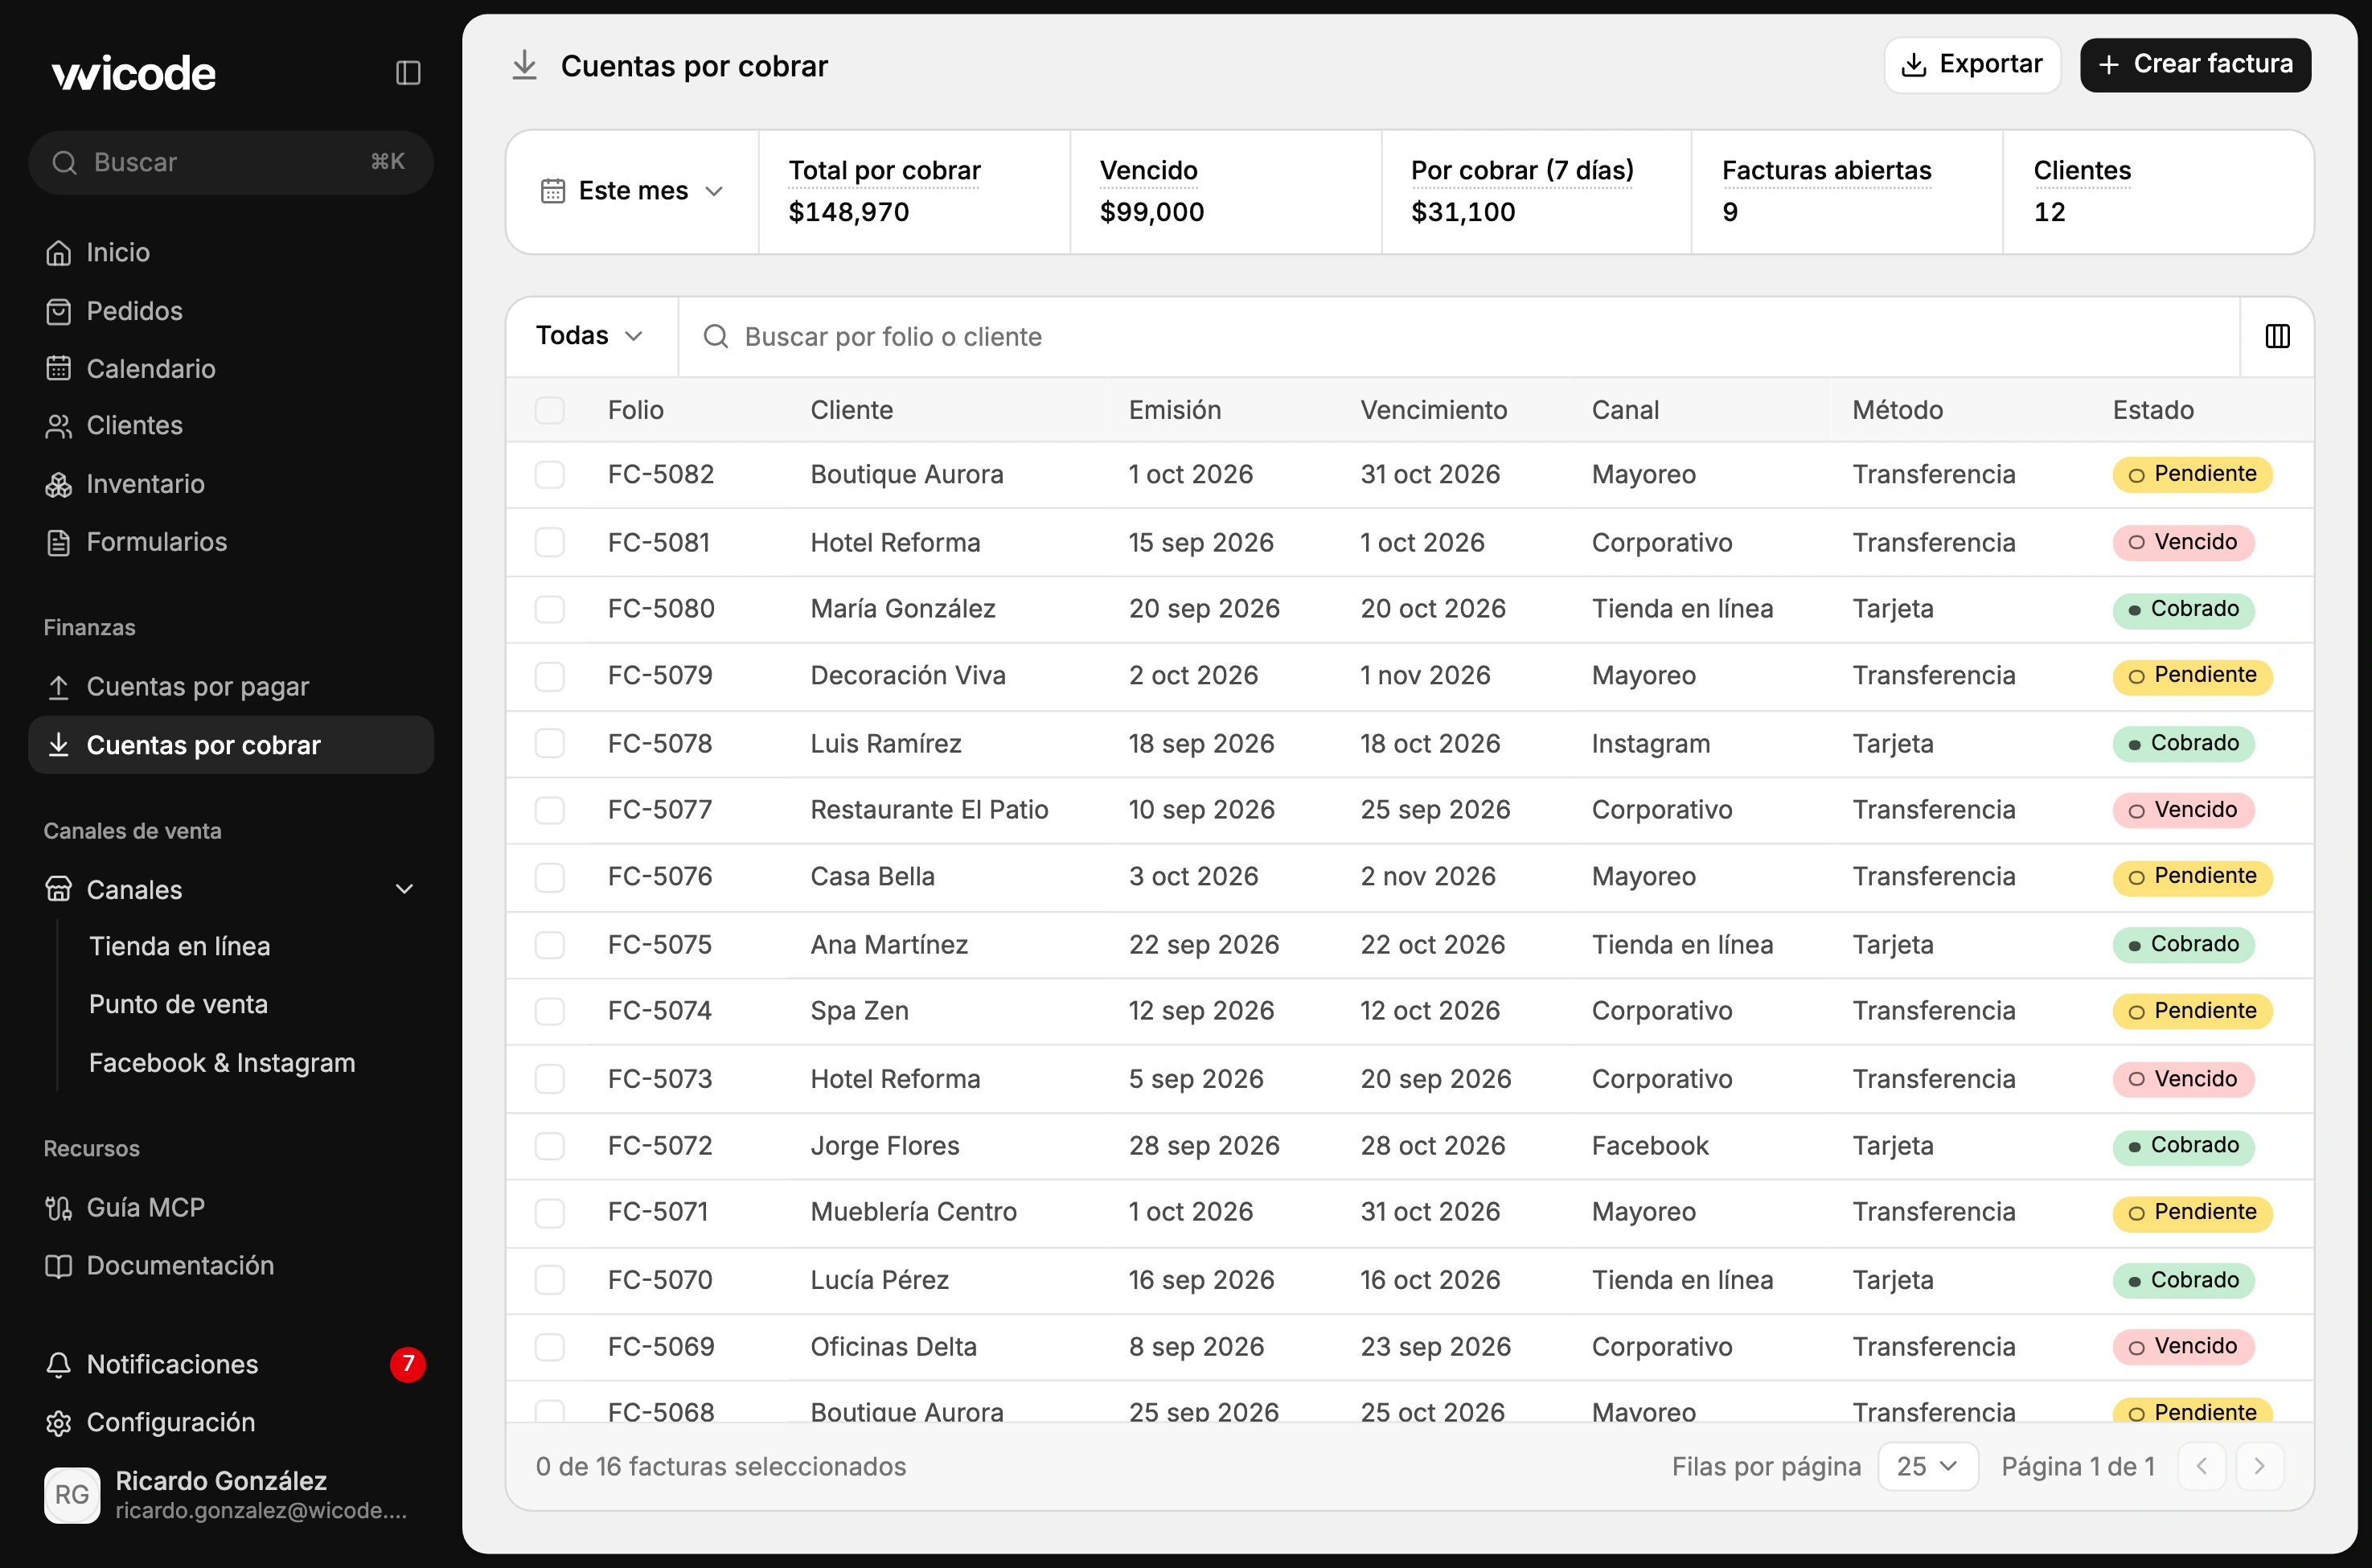 wicode
Buscar ⌘K
Inicio
Pedidos
Calendario
Clientes
Inventario
Formularios
Finanzas
Cuentas por pagar
Cuentas por cobrar
Canales de venta
Canales
Tienda en línea
Punto de venta
Facebook & Instagram
Recursos
Guía MCP
Documentación
Notificaciones 7
Configuración
RG Ricardo González
ricardo.gonzalez@wicode....
Cuentas por cobrar Exportar + Crear factura
Este mes
Total por cobrar
$148,970
Vencido
$99,000
Por cobrar (7 días)
$31,100
Facturas abiertas
9
Clientes
12
Todas Buscar por folio o cliente
Folio Cliente Emisión Vencimiento Canal Método Estado
FC-5082 Boutique Aurora 1 oct 2026 31 oct 2026 Mayoreo Transferencia Pendiente
FC-5081 Hotel Reforma 15 sep 2026 1 oct 2026 Corporativo Transferencia Vencido
FC-5080 María González 20 sep 2026 20 oct 2026 Tienda en línea Tarjeta Cobrado
FC-5079 Decoración Viva 2 oct 2026 1 nov 2026 Mayoreo Transferencia Pendiente
FC-5078 Luis Ramírez 18 sep 2026 18 oct 2026 Instagram Tarjeta Cobrado
FC-5077 Restaurante El Patio 10 sep 2026 25 sep 2026 Corporativo Transferencia Vencido
FC-5076 Casa Bella 3 oct 2026 2 nov 2026 Mayoreo Transferencia Pendiente
FC-5075 Ana Martínez 22 sep 2026 22 oct 2026 Tienda en línea Tarjeta Cobrado
FC-5074 Spa Zen 12 sep 2026 12 oct 2026 Corporativo Transferencia Pendiente
FC-5073 Hotel Reforma 5 sep 2026 20 sep 2026 Corporativo Transferencia Vencido
FC-5072 Jorge Flores 28 sep 2026 28 oct 2026 Facebook Tarjeta Cobrado
FC-5071 Mueblería Centro 1 oct 2026 31 oct 2026 Mayoreo Transferencia Pendiente
FC-5070 Lucía Pérez 16 sep 2026 16 oct 2026 Tienda en línea Tarjeta Cobrado
FC-5069 Oficinas Delta 8 sep 2026 23 sep 2026 Corporativo Transferencia Vencido
FC-5068 Boutique Aurora 25 sep 2026 25 oct 2026 Mayoreo Transferencia Pendiente
0 de 16 facturas seleccionados Filas por página 25 Página 1 de 1